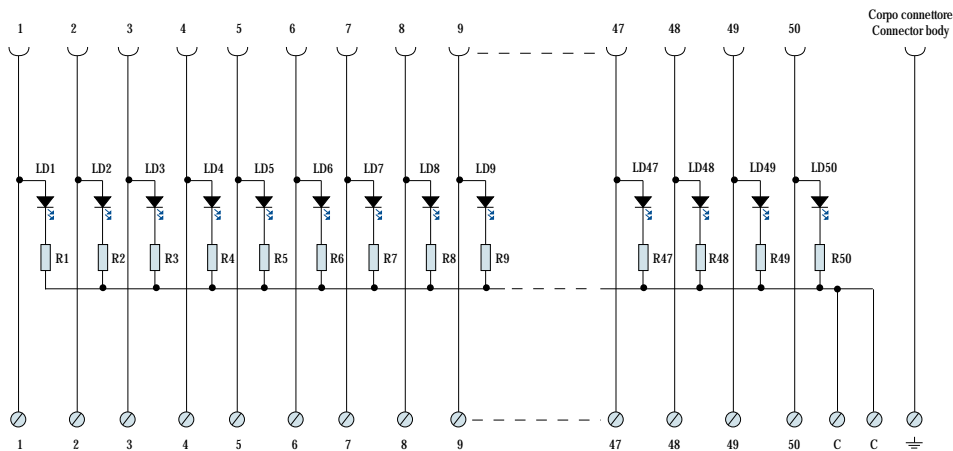 Corpo connettore
Connector body
1 2 3 4 5 6 7 8 9 47 48 49 50
LD1 LD2 LD3 LD4 LD5 LD6 LD7 LD8 LD9 LD47 LD48 LD49 LD50
R1 R2 R3 R4 R5 R6 R7 R8 R9 R47 R48 R49 R50
1 2 3 4 5 6 7 8 9 47 48 49 50 C C